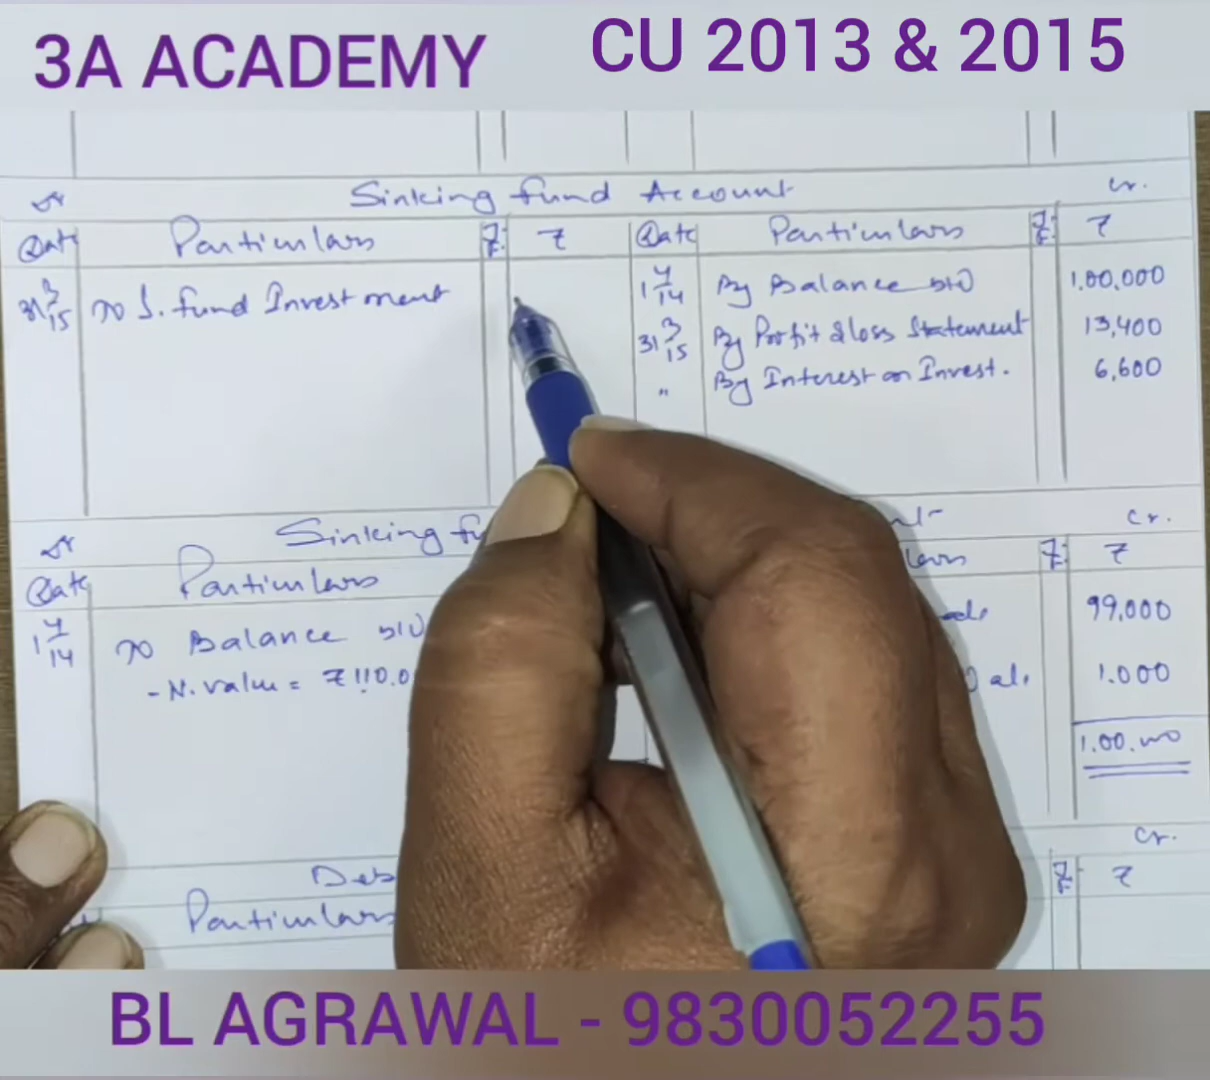 3A ACADEMY CU 2013 & 2015
Sinking fund Account
Dr Cr.
Date Particulars F. ₹ Date Particulars F. ₹
31/3/15 To S. fund Investment
1/4/14 By Balance b/d 1,00,000
31/3/15 By Profit & loss Statement 13,400
" By Interest on Invest. 6,600
Dr Sinking Cr.
Date Particulars F. ₹
1/4/14 To Balance b/d 99,000
- N. value = ₹ 110,0 1,000
1,00,000
Deb Cr.
Particulars F. ₹
BL AGRAWAL - 9830052255